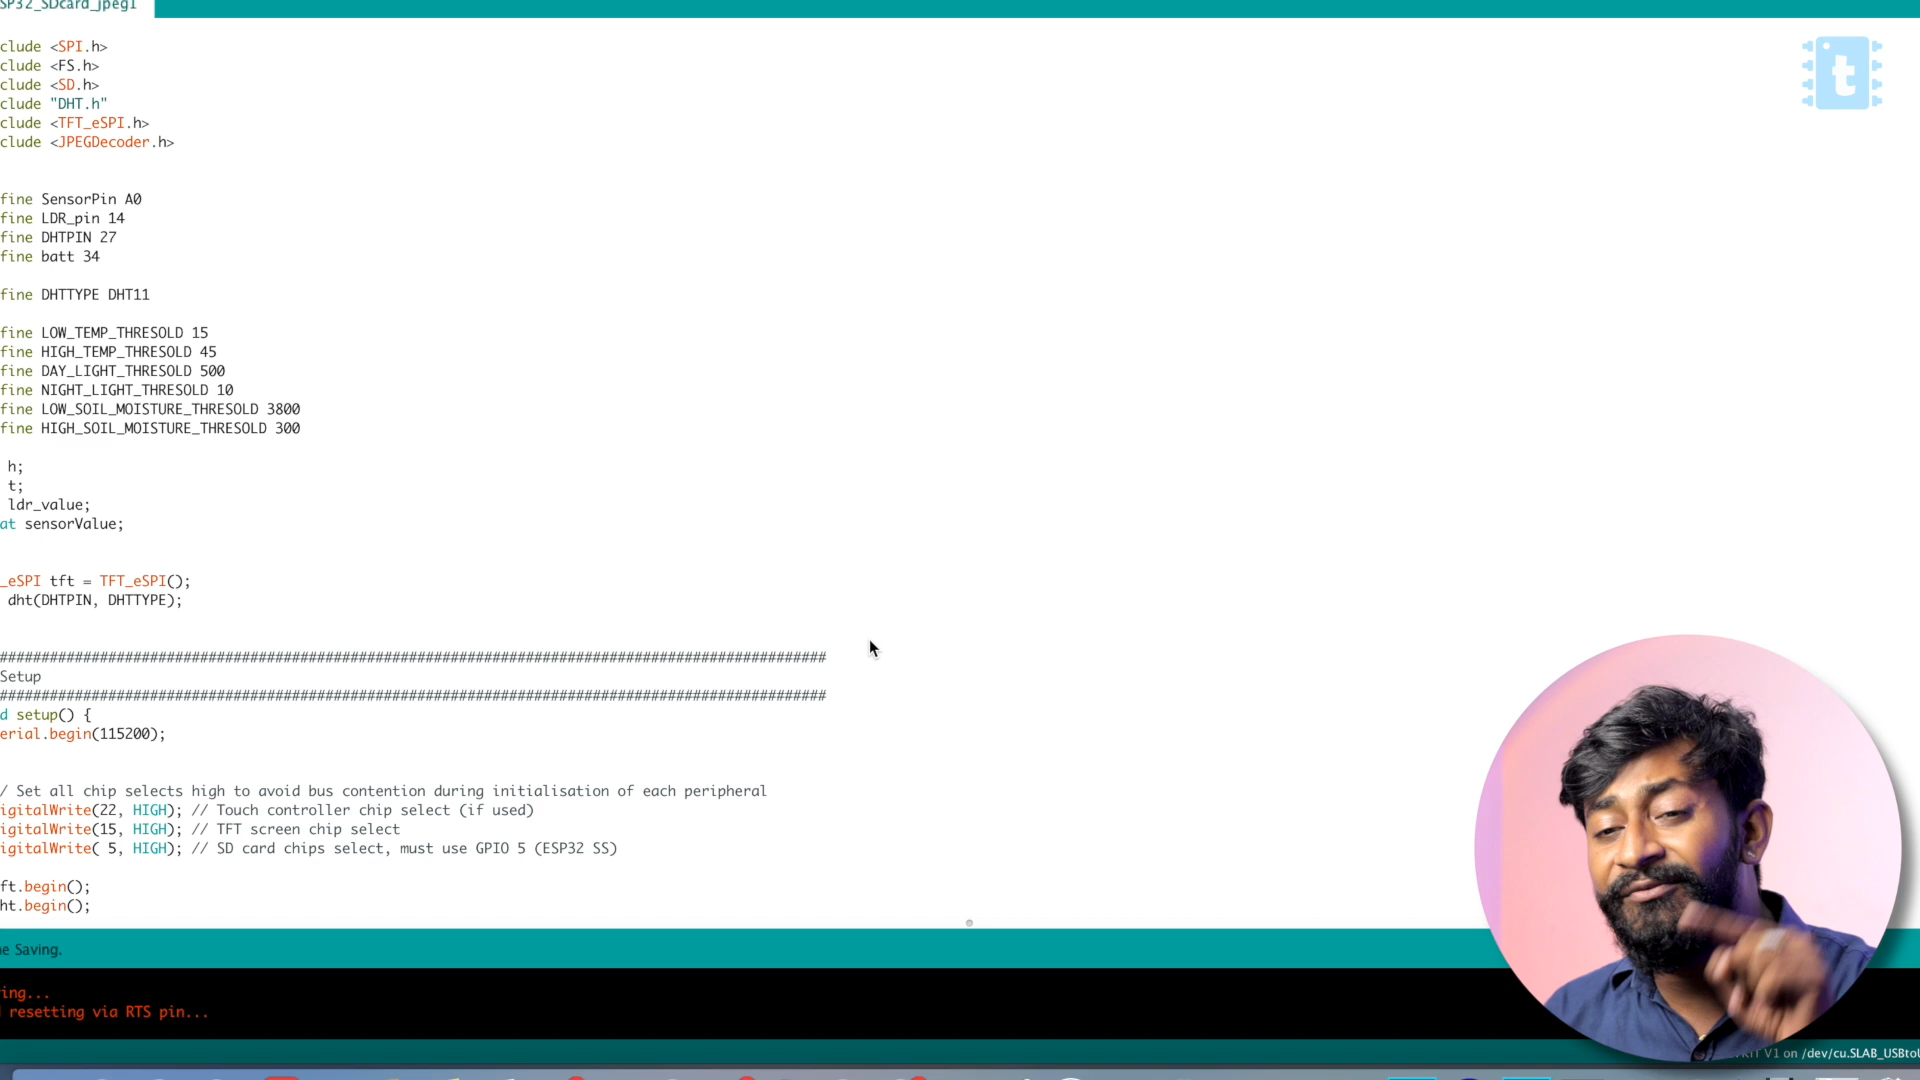 SP32_SDcard_jpeg1
clude <SPI.h>
clude <FS.h>
clude <SD.h>
clude "DHT.h"
clude <TFT_eSPI.h>
clude <JPEGDecoder.h>
fine SensorPin A0
fine LDR_pin 14
fine DHTPIN 27
fine batt 34
fine DHTTYPE DHT11
fine LOW_TEMP_THRESOLD 15
fine HIGH_TEMP_THRESOLD 45
fine DAY_LIGHT_THRESOLD 500
fine NIGHT_LIGHT_THRESOLD 10
fine LOW_SOIL_MOISTURE_THRESOLD 3800
fine HIGH_SOIL_MOISTURE_THRESOLD 300
h;
t;
ldr_value;
at sensorValue;
_eSPI tft = TFT_eSPI();
dht(DHTPIN, DHTTYPE);
####################################################################################################
Setup
####################################################################################################
d setup() {
erial.begin(115200);
/ Set all chip selects high to avoid bus contention during initialisation of each peripheral
igitalWrite(22, HIGH); // Touch controller chip select (if used)
igitalWrite(15, HIGH); // TFT screen chip select
igitalWrite( 5, HIGH); // SD card chips select, must use GPIO 5 (ESP32 SS)
ft.begin();
ht.begin();
t
ne Saving.
ing...
resetting via RTS pin...
V1 on /dev/cu.SLAB_USBtoU